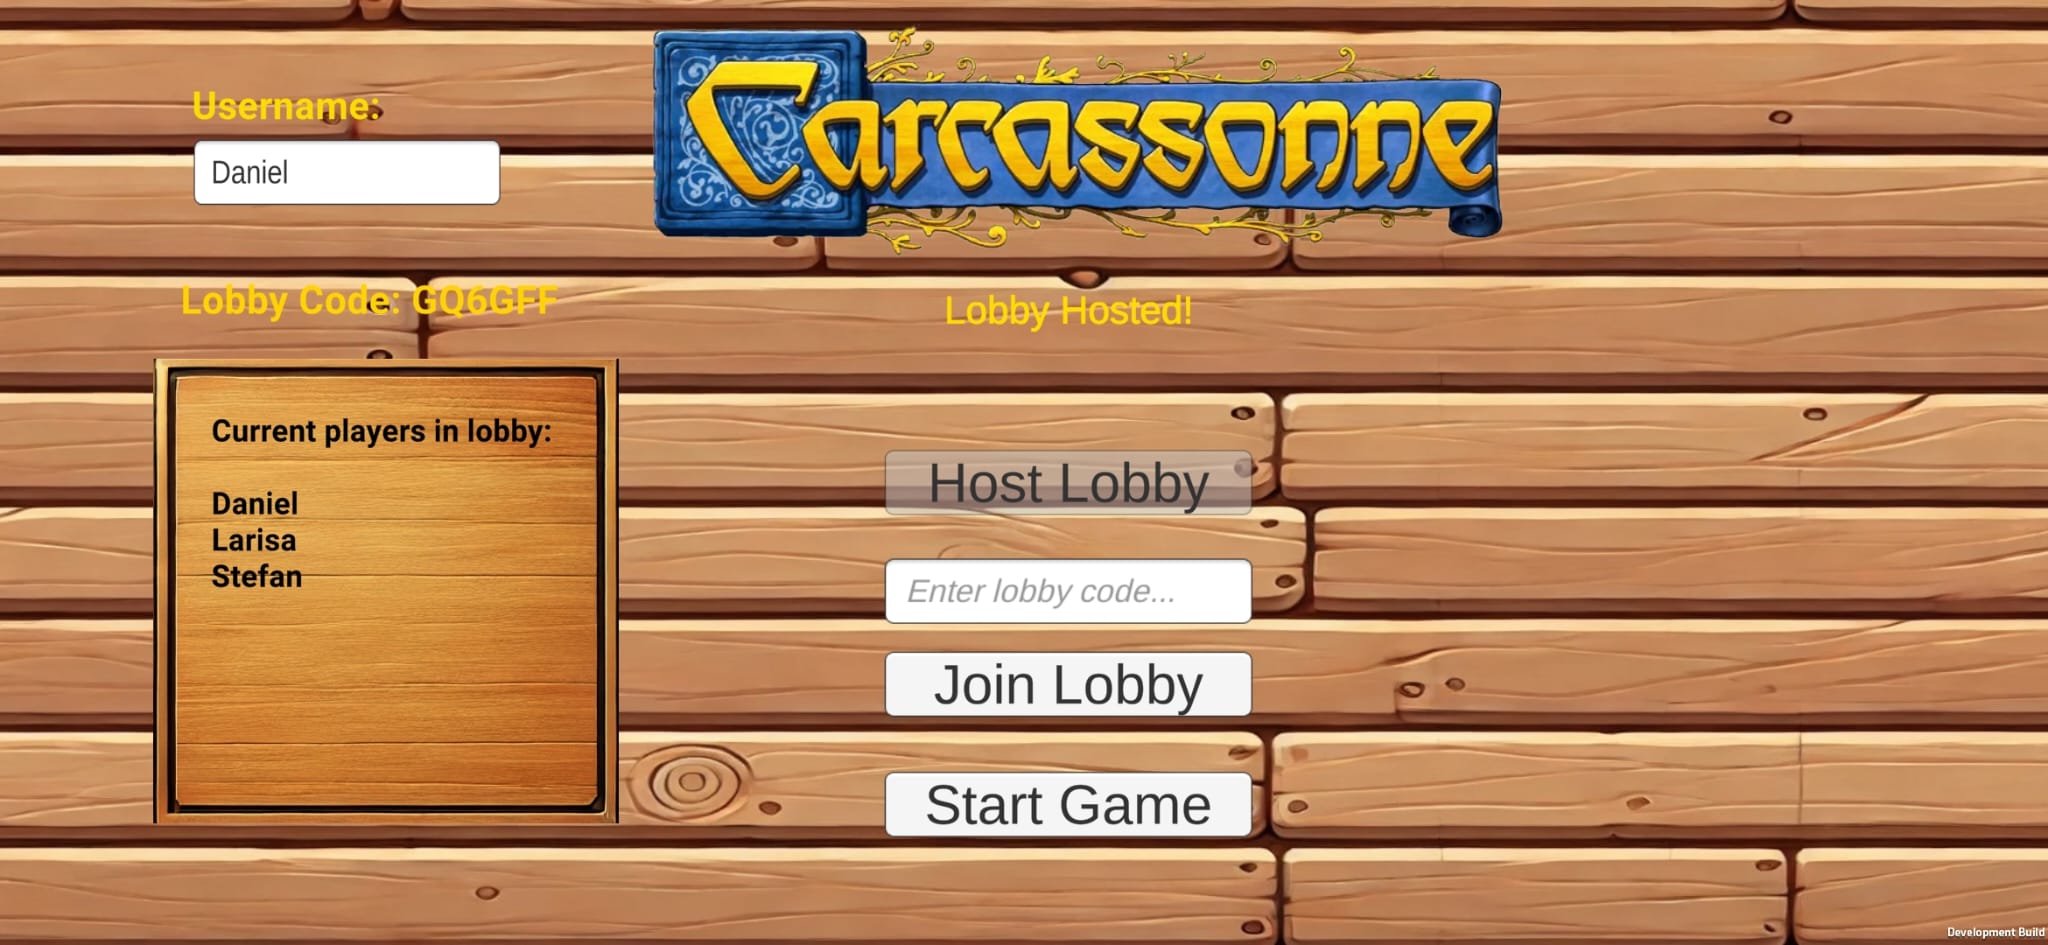 Username:
Daniel
Carcassonne
Lobby Code: GQ6GFF
Lobby Hosted!
Current players in lobby:
Daniel
Larisa
Stefan
Host Lobby
Enter lobby code...
Join Lobby
Start Game
Development Build